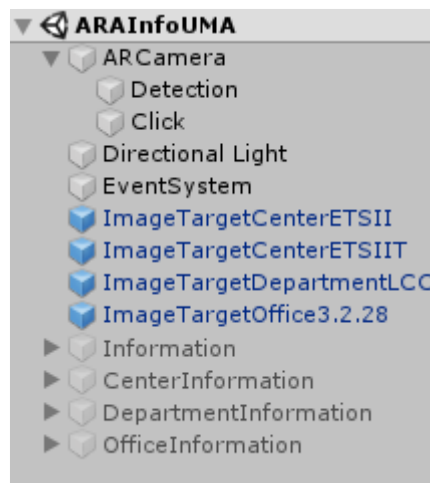 ARAInfoUMA
ARCamera
Detection
Click
Directional Light
EventSystem
ImageTargetCenterETSII
ImageTargetCenterETSIIT
ImageTargetDepartmentLCC
ImageTargetOffice3.2.28
Information
CenterInformation
DepartmentInformation
OfficeInformation